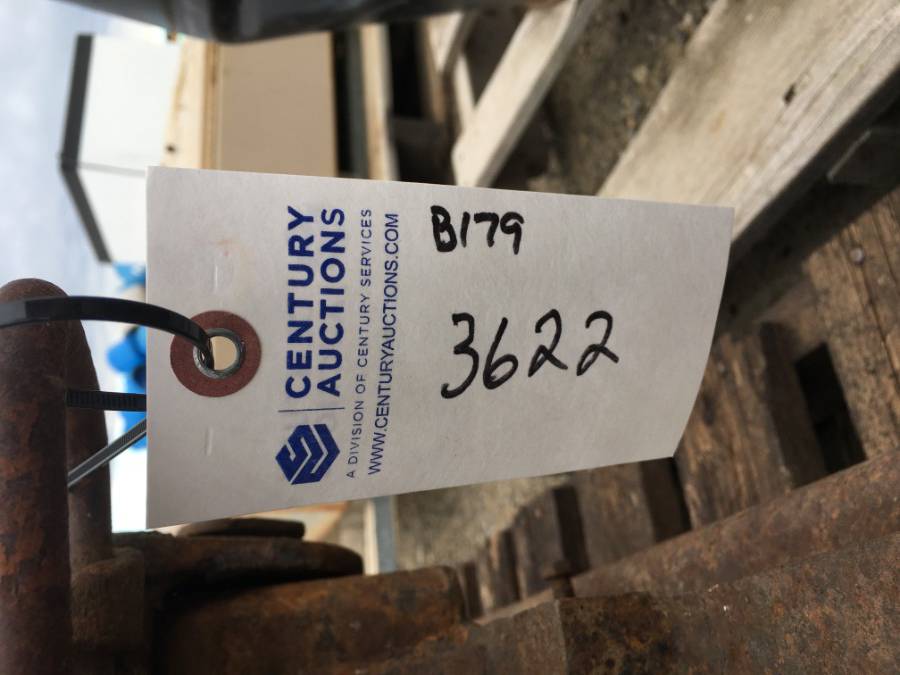 CENTURY
AUCTIONS
A DIVISION OF CENTURY SERVICES
WWW.CENTURYAUCTIONS.COM
B179
3622